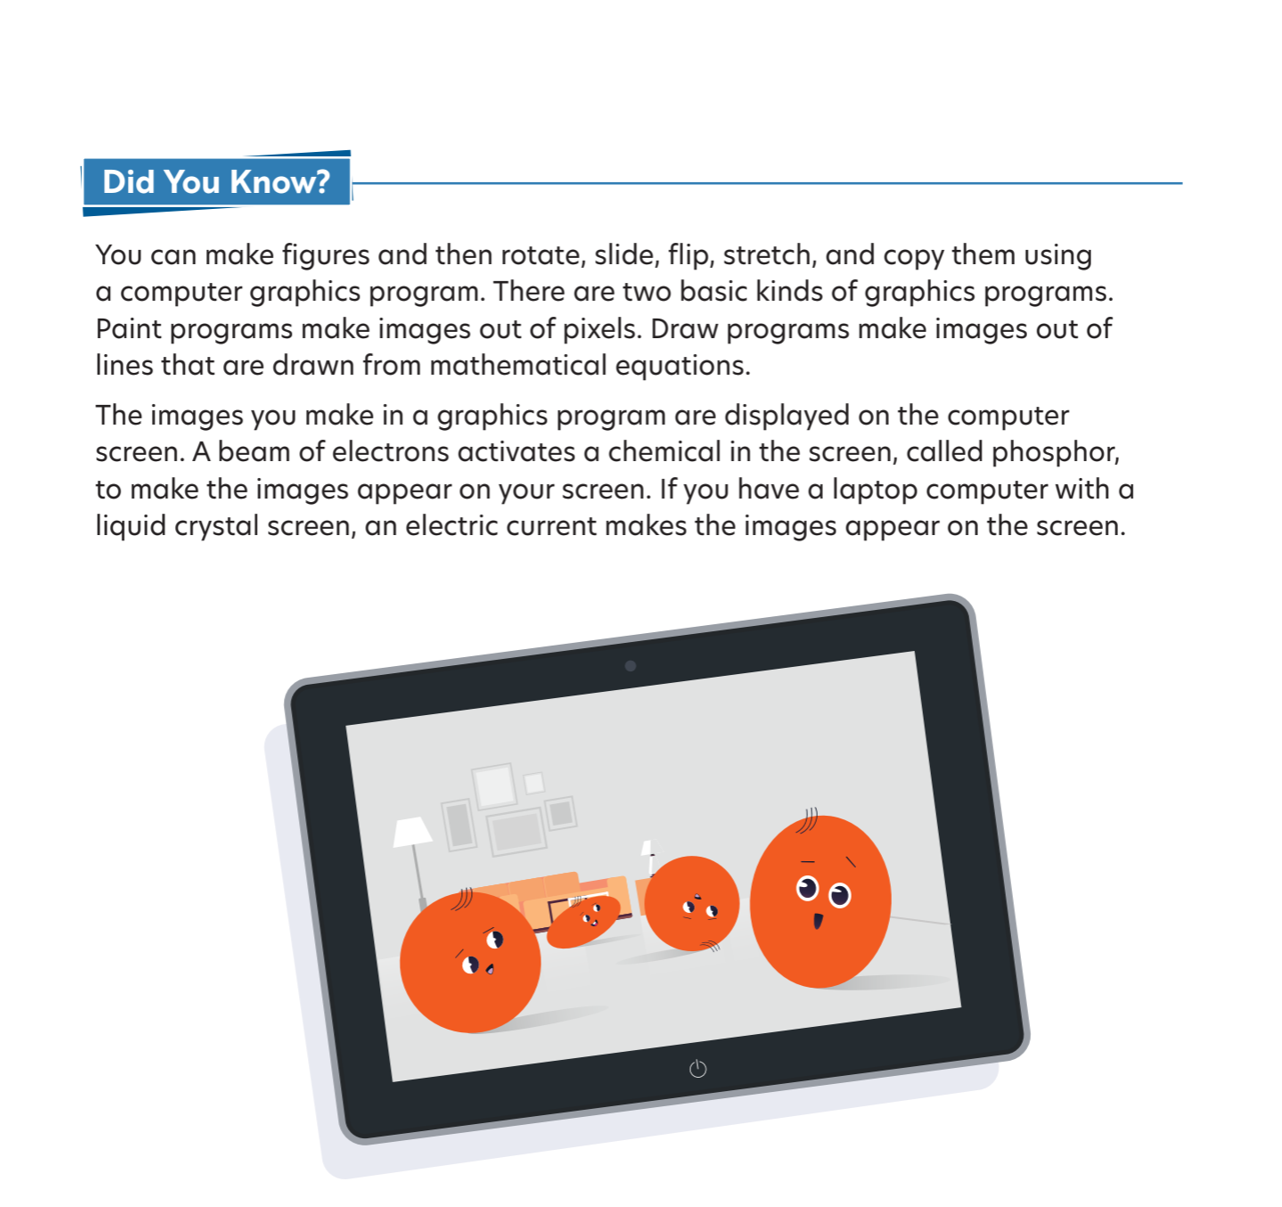 Did You Know?
You can make figures and then rotate, slide, flip, stretch, and copy them using
a computer graphics program. There are two basic kinds of graphics programs.
Paint programs make images out of pixels. Draw programs make images out of
lines that are drawn from mathematical equations.
The images you make in a graphics program are displayed on the computer
screen. A beam of electrons activates a chemical in the screen, called phosphor,
to make the images appear on your screen. If you have a laptop computer with a
liquid crystal screen, an electric current makes the images appear on the screen.